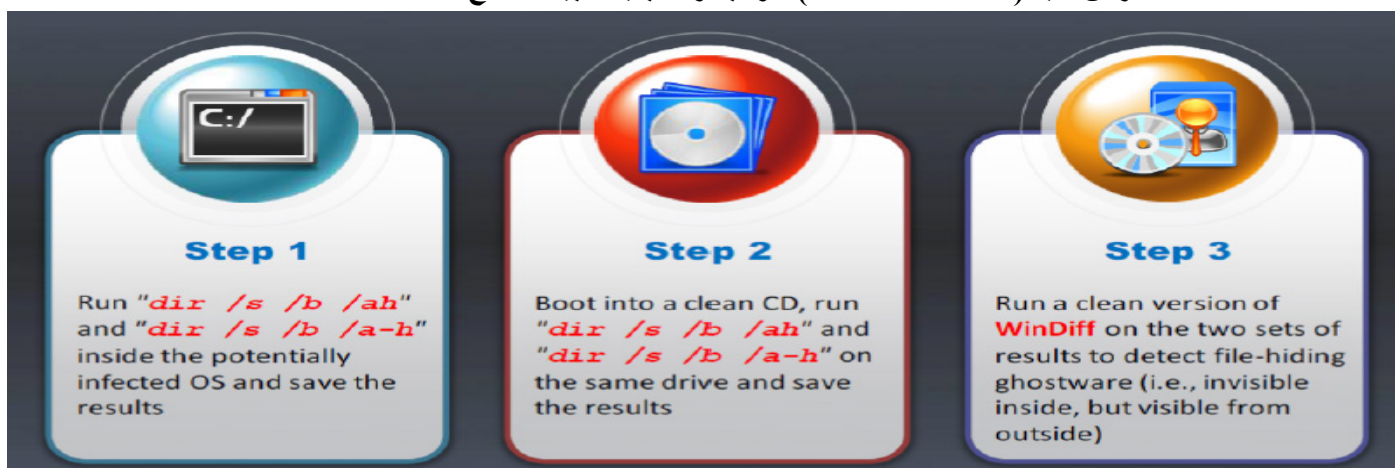 C:/
Step 1
Run "dir /s /b /ah"
and "dir /s /b /a-h"
inside the potentially
infected OS and save the
results
Step 2
Boot into a clean CD, run
"dir /s /b /ah" and
"dir /s /b /a-h" on
the same drive and save
the results
Step 3
Run a clean version of
WinDiff on the two sets of
results to detect file-hiding
ghostware (i.e., invisible
inside, but visible from
outside)